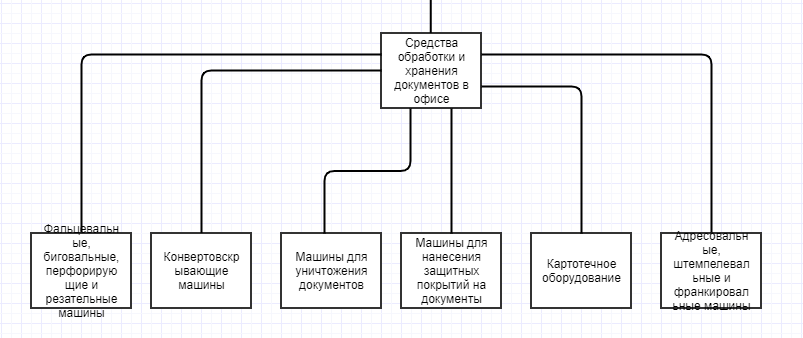 Средства
обработки и
хранения
документов в
офисе
Фальцевальн
ые,
биговальные,
перфорирую
щие и
резательные
машины
Конвертовскр
ывающие
машины
Машины для
уничтожения
документов
Машины для
нанесения
защитных
покрытий на
документы
Картотечное
оборудование
Адресовальн
ые,
штемпелевал
ьные и
франкировал
ьные машины